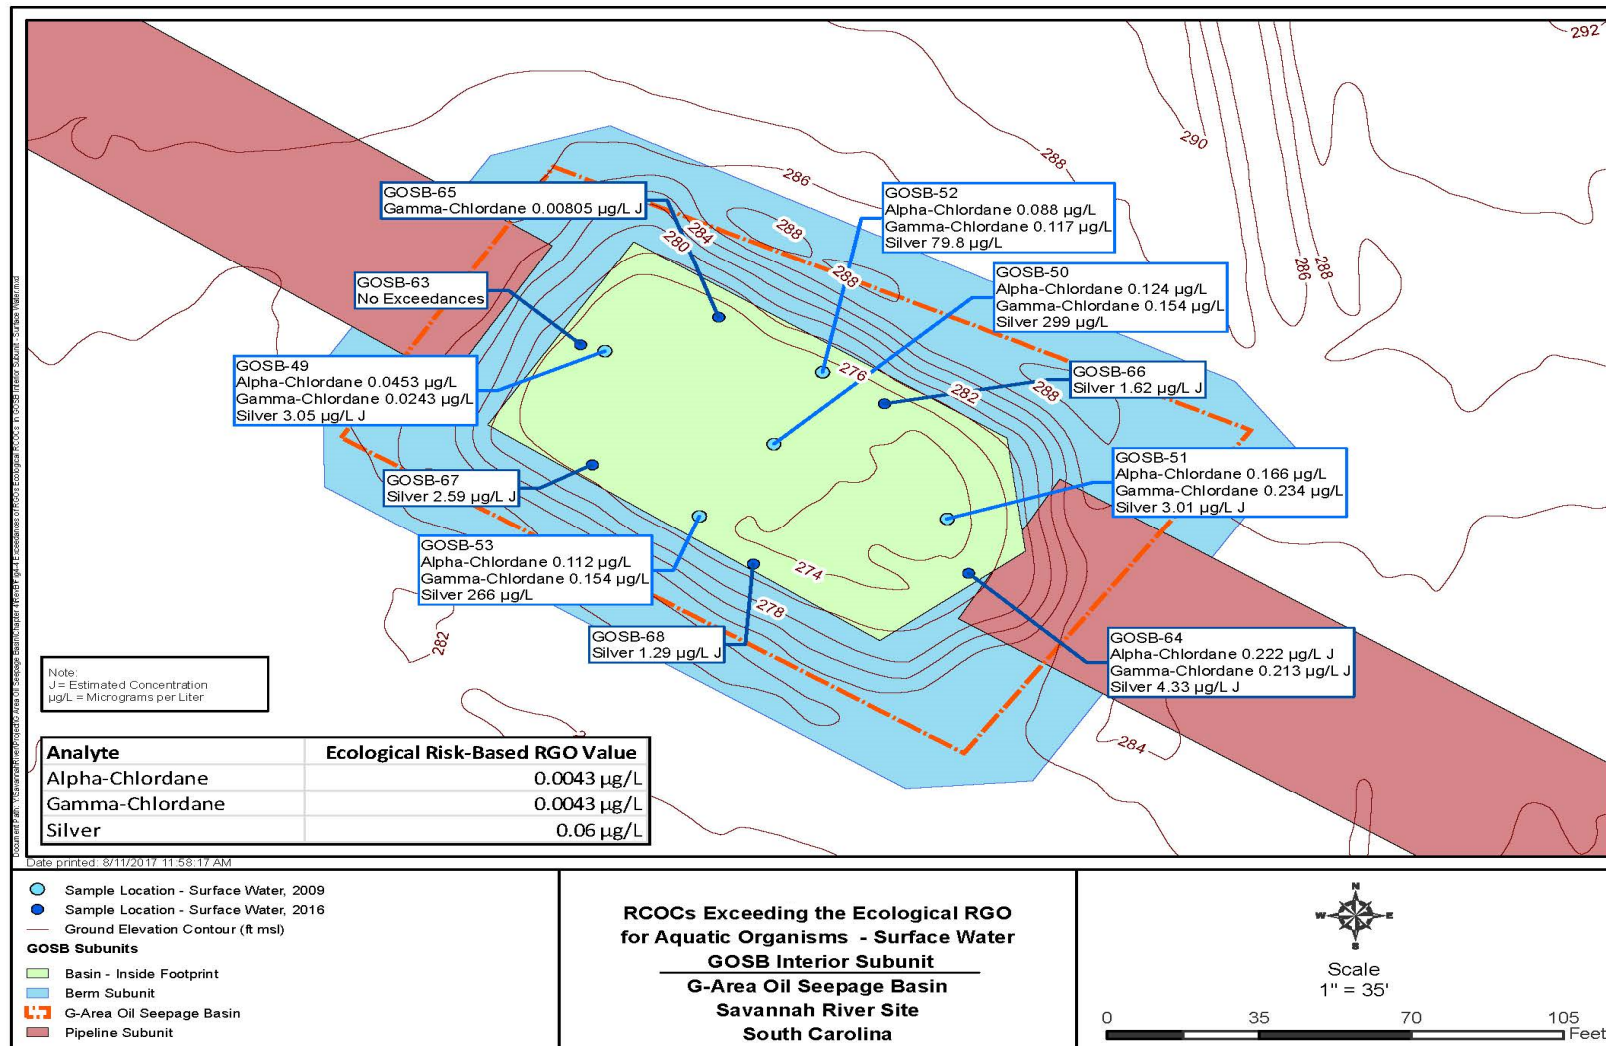 292
290
288
286
286
288
GOSB-65
Gamma-Chlordane 0.00805 µg/L J
GOSB-52
Alpha-Chlordane 0.088 µg/L
Gamma-Chlordane 0.117 µg/L
Silver 79.8 µg/L
284
280
288
288
GOSB-63
No Exceedances
GOSB-50
Alpha-Chlordane 0.124 µg/L
Gamma-Chlordane 0.154 µg/L
Silver 299 µg/L
GOSB-49
Alpha-Chlordane 0.0453 µg/L
Gamma-Chlordane 0.0243 µg/L
Silver 3.05 µg/L J
276
282
288
GOSB-66
Silver 1.62 µg/L J
GOSB-67
Silver 2.59 µg/L J
GOSB-51
Alpha-Chlordane 0.166 µg/L
Gamma-Chlordane 0.234 µg/L
Silver 3.01 µg/L J
GOSB-53
Alpha-Chlordane 0.112 µg/L
Gamma-Chlordane 0.154 µg/L
Silver 266 µg/L
274
278
282
GOSB-68
Silver 1.29 µg/L J
GOSB-64
Alpha-Chlordane 0.222 µg/L J
Gamma-Chlordane 0.213 µg/L J
Silver 4.33 µg/L J
284
Note:
J = Estimated Concentration
µg/L = Micrograms per Liter
Analyte Ecological Risk-Based RGO Value
Alpha-Chlordane 0.0043 µg/L
Gamma-Chlordane 0.0043 µg/L
Silver 0.06 µg/L
Date printed: 8/11/2017 11:58:17 AM
Sample Location - Surface Water, 2009
Sample Location - Surface Water, 2016
Ground Elevation Contour (ft msl)
GOSB Subunits
Basin - Inside Footprint
Berm Subunit
G-Area Oil Seepage Basin
Pipeline Subunit
RCOCs Exceeding the Ecological RGO
for Aquatic Organisms - Surface Water
GOSB Interior Subunit
G-Area Oil Seepage Basin
Savannah River Site
South Carolina
N
W E
S
Scale
1" = 35'
0 35 70 105
Feet